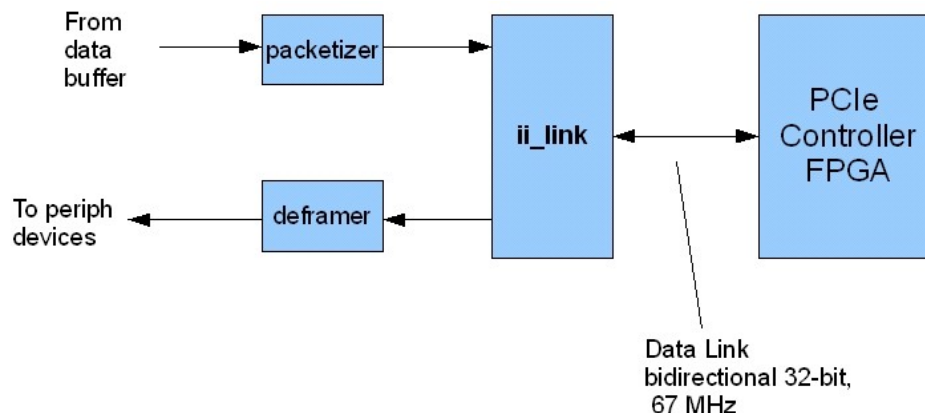 From
data
buffer
packetizer
ii_link
PCIe
Controller
FPGA
To periph
devices
deframer
Data Link
bidirectional 32-bit,
67 MHz